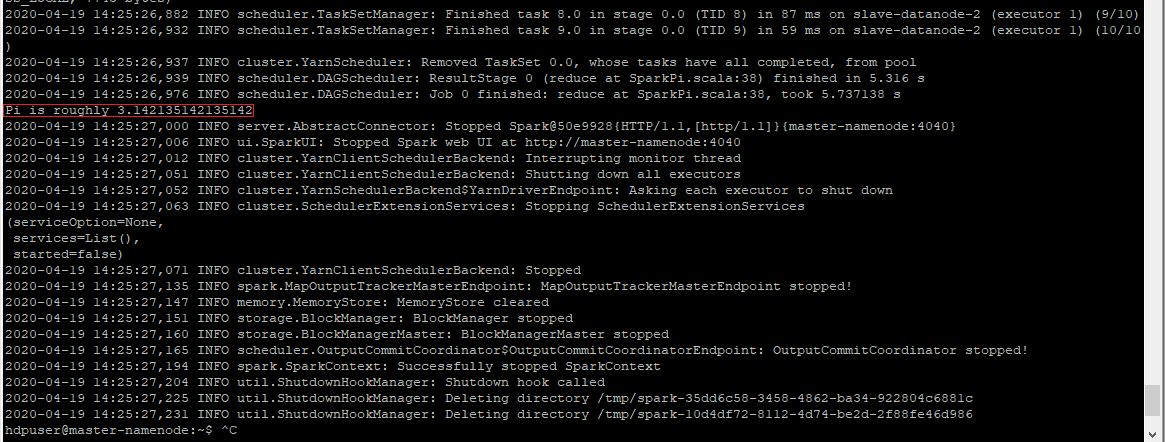 2020-04-19 14:25:26,882 INFO scheduler.TaskSetManager: Finished task 8.0 in stage 0.0 (TID 8) in 87 ms on slave-datanode-2 (executor 1) (9/10)
2020-04-19 14:25:26,932 INFO scheduler.TaskSetManager: Finished task 9.0 in stage 0.0 (TID 9) in 59 ms on slave-datanode-2 (executor 1) (10/10
)
2020-04-19 14:25:26,937 INFO cluster.YarnScheduler: Removed TaskSet 0.0, whose tasks have all completed, from pool
2020-04-19 14:25:26,939 INFO scheduler.DAGScheduler: ResultStage 0 (reduce at SparkPi.scala:38) finished in 5.316 s
2020-04-19 14:25:26,976 INFO scheduler.DAGScheduler: Job 0 finished: reduce at SparkPi.scala:38, took 5.737138 s
Pi is roughly 3.142135142135142
2020-04-19 14:25:27,000 INFO server.AbstractConnector: Stopped Spark@50e9928{HTTP/1.1,[http/1.1]}{master-namenode:4040}
2020-04-19 14:25:27,006 INFO ui.SparkUI: Stopped Spark web UI at http://master-namenode:4040
2020-04-19 14:25:27,012 INFO cluster.YarnClientSchedulerBackend: Interrupting monitor thread
2020-04-19 14:25:27,051 INFO cluster.YarnClientSchedulerBackend: Shutting down all executors
2020-04-19 14:25:27,052 INFO cluster.YarnSchedulerBackend$YarnDriverEndpoint: Asking each executor to shut down
2020-04-19 14:25:27,063 INFO cluster.SchedulerExtensionServices: Stopping SchedulerExtensionServices
(serviceOption=None,
 services=List(),
 started=false)
2020-04-19 14:25:27,071 INFO cluster.YarnClientSchedulerBackend: Stopped
2020-04-19 14:25:27,135 INFO spark.MapOutputTrackerMasterEndpoint: MapOutputTrackerMasterEndpoint stopped!
2020-04-19 14:25:27,147 INFO memory.MemoryStore: MemoryStore cleared
2020-04-19 14:25:27,151 INFO storage.BlockManager: BlockManager stopped
2020-04-19 14:25:27,160 INFO storage.BlockManagerMaster: BlockManagerMaster stopped
2020-04-19 14:25:27,165 INFO scheduler.OutputCommitCoordinator$OutputCommitCoordinatorEndpoint: OutputCommitCoordinator stopped!
2020-04-19 14:25:27,194 INFO spark.SparkContext: Successfully stopped SparkContext
2020-04-19 14:25:27,204 INFO util.ShutdownHookManager: Shutdown hook called
2020-04-19 14:25:27,225 INFO util.ShutdownHookManager: Deleting directory /tmp/spark-35dd6c58-3458-4862-ba34-922804c6881c
2020-04-19 14:25:27,231 INFO util.ShutdownHookManager: Deleting directory /tmp/spark-10d4df72-8112-4d74-be2d-2f88fe46d986
hdpuser@master-namenode:~$ ^C